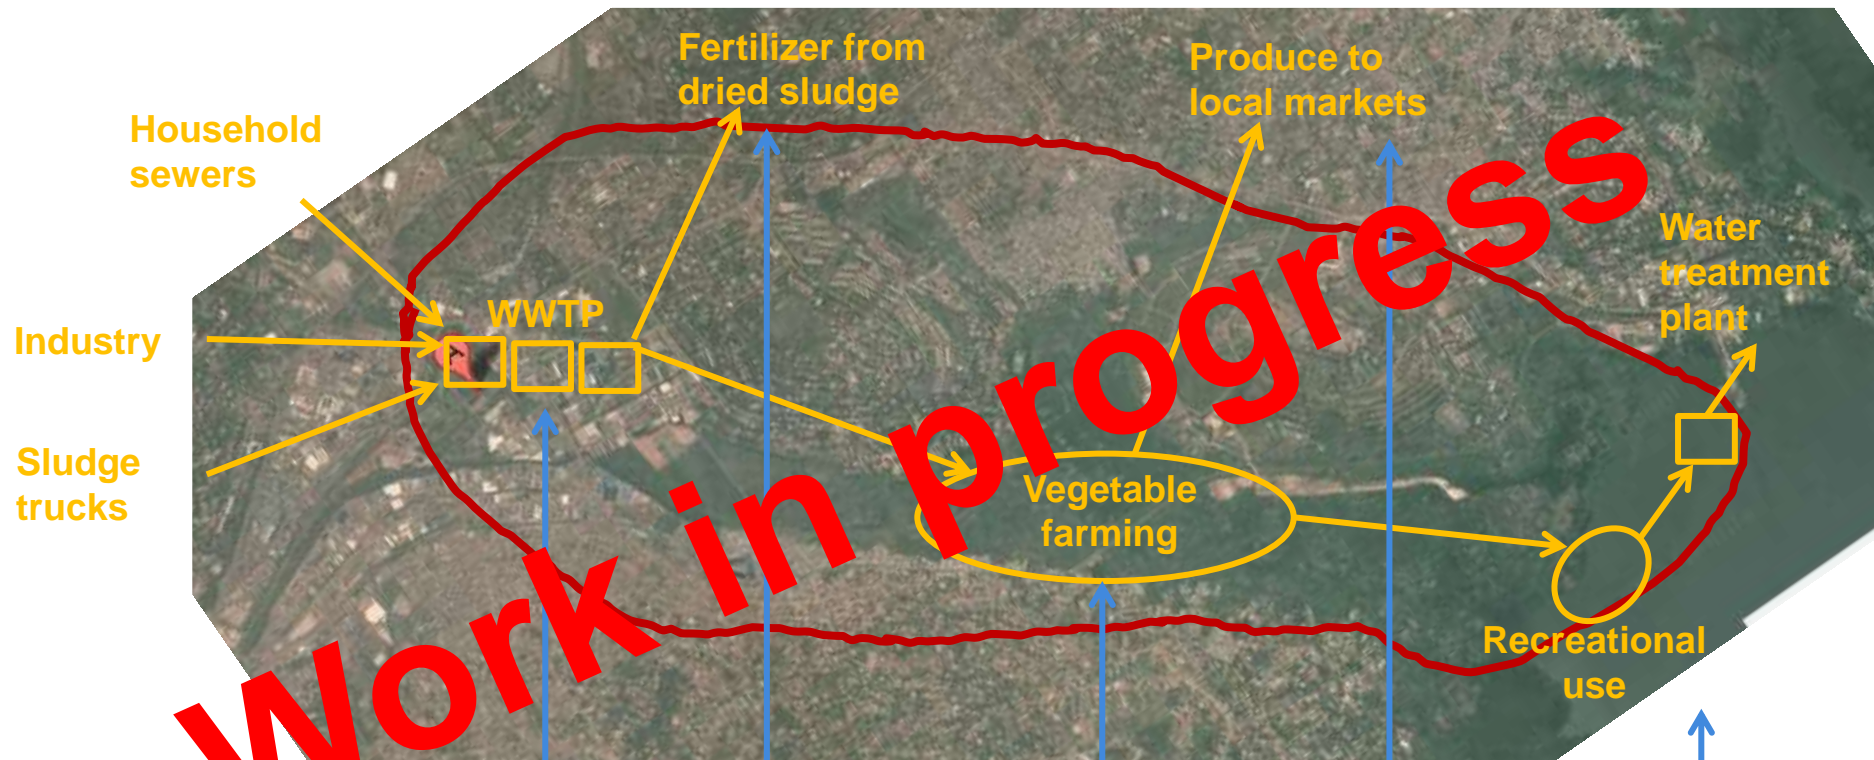 Fertilizer from
dried sludge
Produce to
local markets
Household
sewers
Water
treatment
plant
WWTP
Industry
Sludge
trucks
Vegetable
farming
Recreational
use
Work in progress